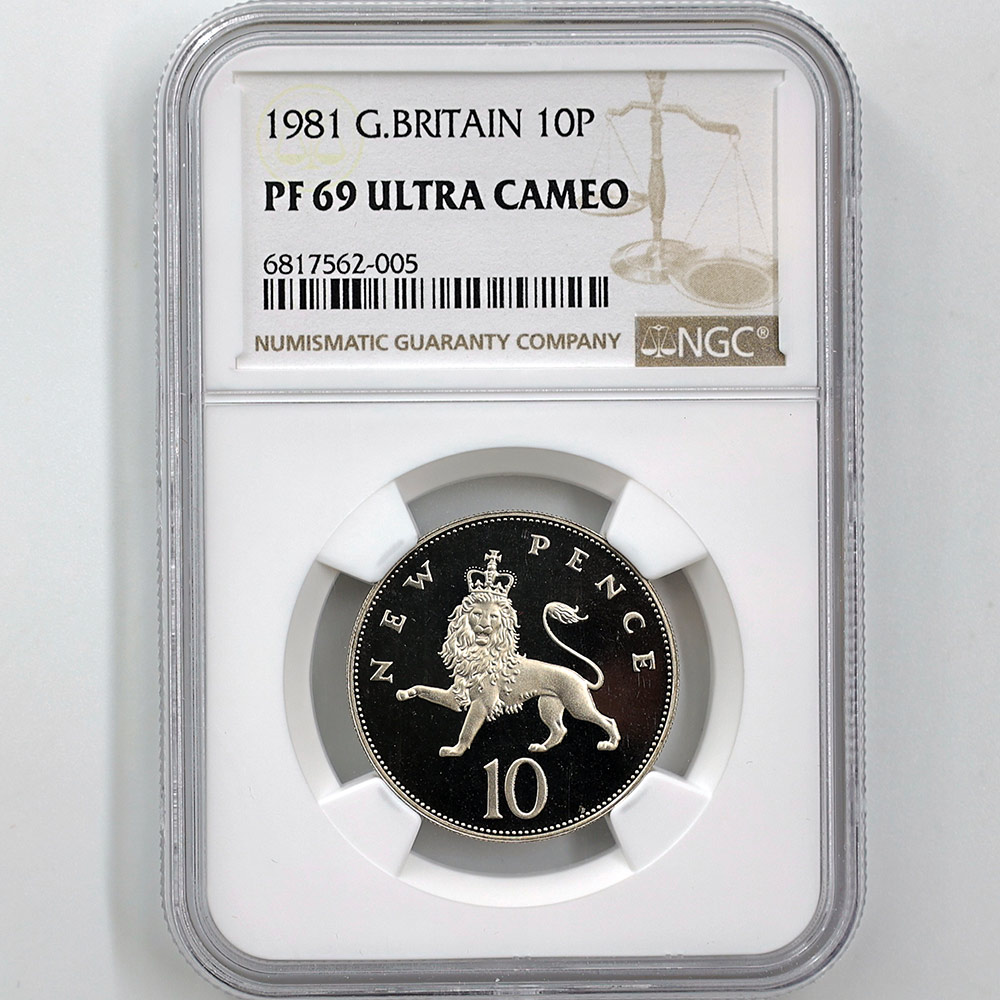 1981 G.BRITAIN 10P
PF 69 ULTRA CAMEO
6817562-005
NUMISMATIC GUARANTY COMPANY
NGC®
NEW PENCE
10